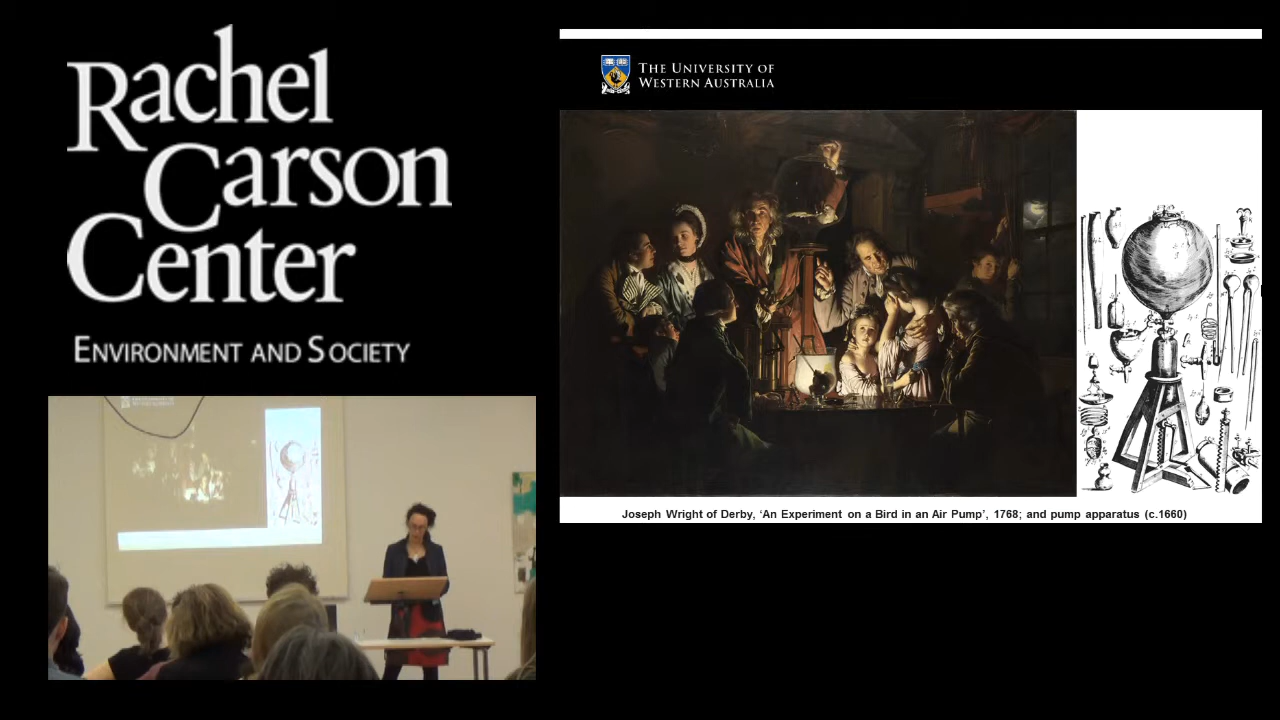 Rachel
Carson
Center
ENVIRONMENT AND SOCIETY
THE UNIVERSITY OF
WESTERN AUSTRALIA
Joseph Wright of Derby, ‘An Experiment on a Bird in an Air Pump’, 1768; and pump apparatus (c.1660)